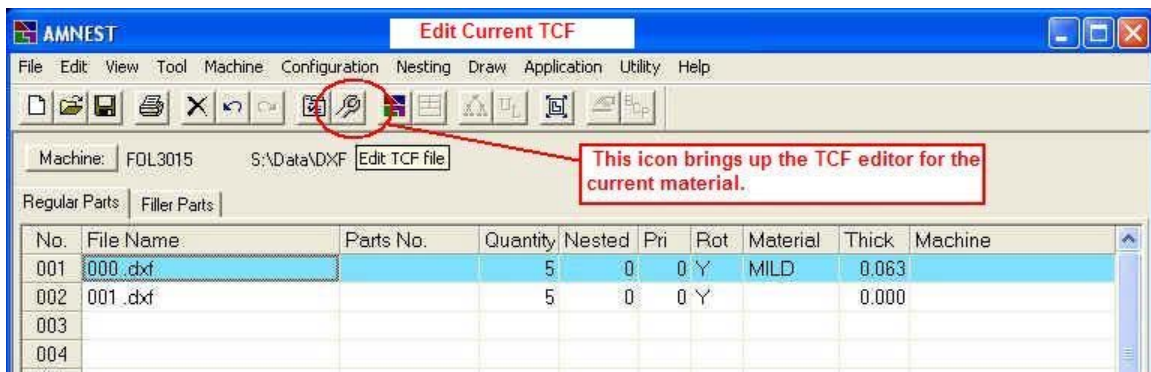 AMNEST
Edit Current TCF
File Edit View Tool Machine Configuration Nesting Draw Application Utility Help
Machine: FOL3015 S:\Data\DXF Edit TCF file
This icon brings up the TCF editor for the
current material.
Regular Parts Filler Parts
No. File Name Parts No. Quantity Nested Pri Rot Material Thick Machine
001 000 .dxf 5 0 0 Y MILD 0.063
002 001 .dxf 5 0 0 Y 0.000
003
004